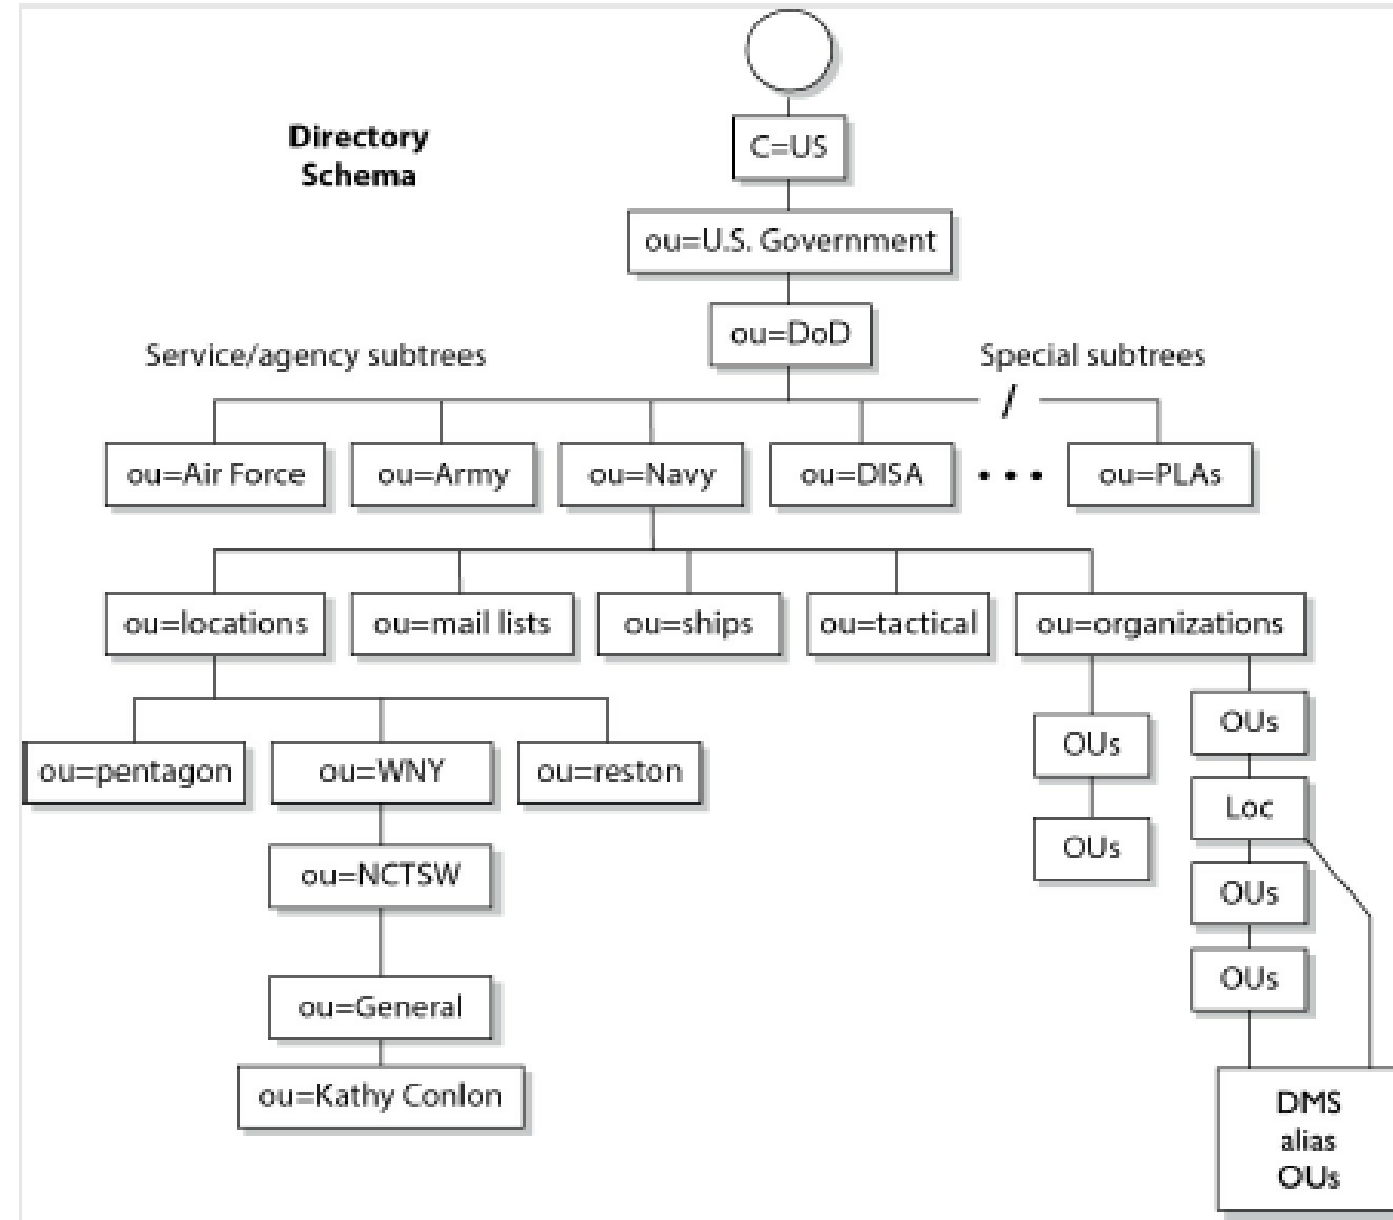 C=US
Directory
Schema
ou=U.S. Government
ou=DoD
Service/agency subtrees
Special subtrees
/
ou=Air Force
ou=Army
ou=Navy
ou=DISA
• • •
ou=PLAs
ou=locations
ou=mail lists
ou=ships
ou=tactical
ou=organizations
ou=pentagon
ou=WNY
ou=reston
OUs
OUs
Loc
ou=NCTSW
OUs
OUs
ou=General
OUs
ou=Kathy Conlon
DMS
alias
OUs